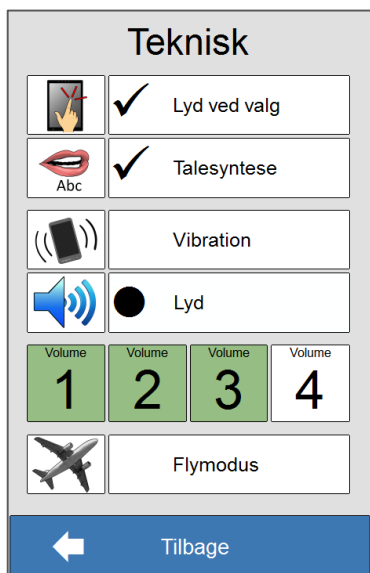 Teknisk
Lyd ved valg
Abc
Talesyntese
Vibration
Lyd
Volume Volume Volume Volume
1 2 3 4
Flymodus
Tilbage